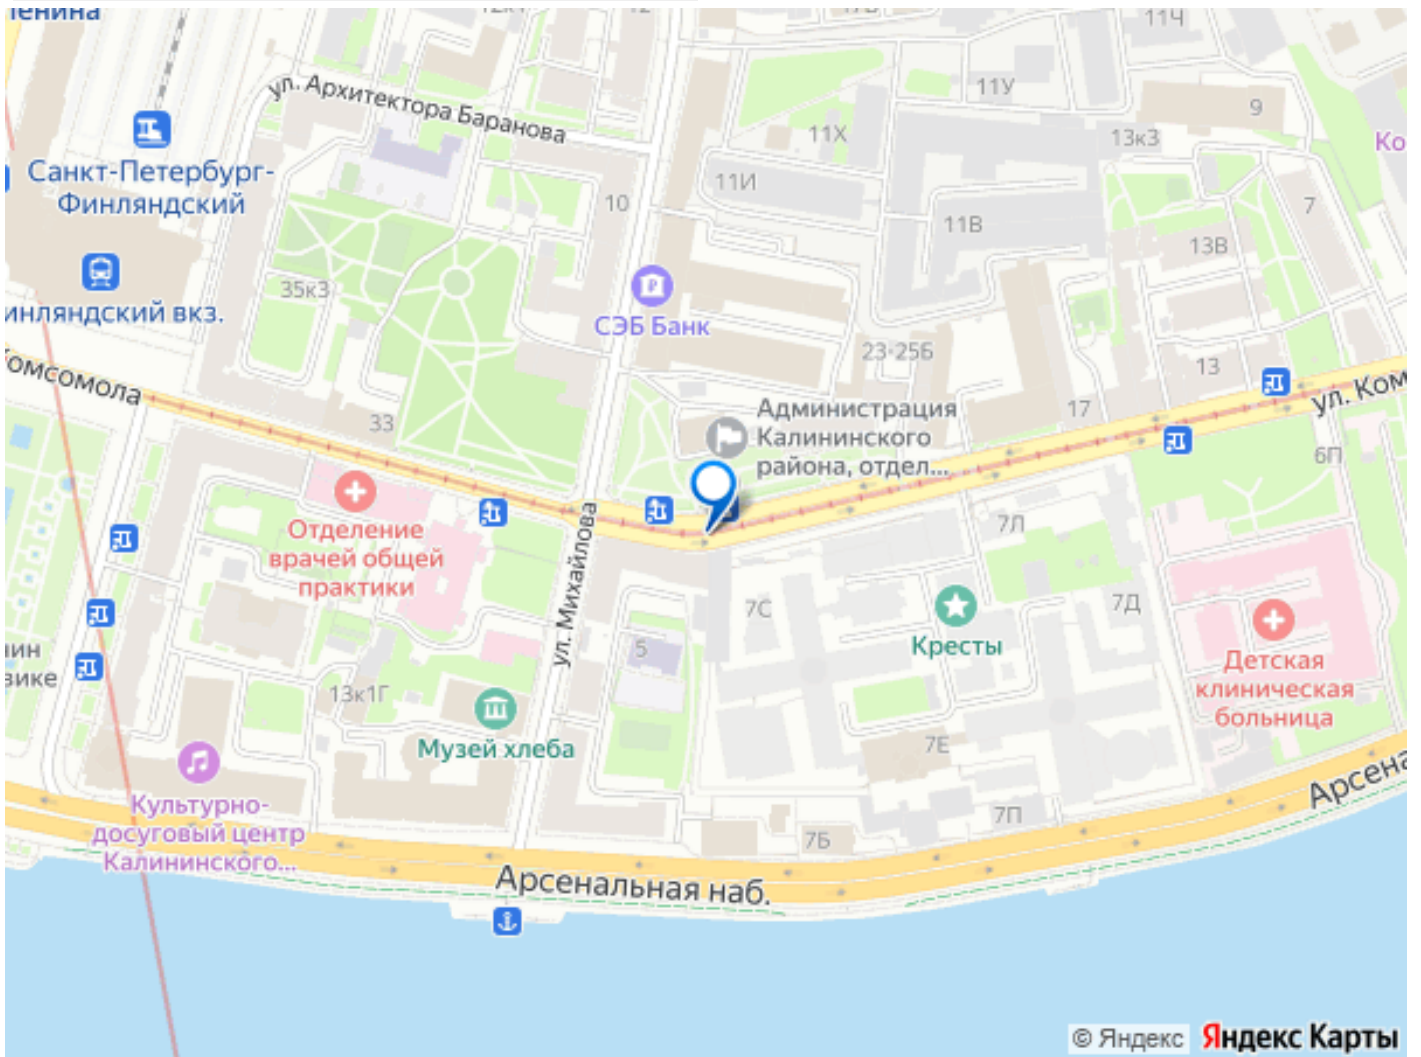 12
11Ч
ул. Архитектора Баранова
11У
9
11Х
13к3
Санкт-Петербург-
Финляндский
11И
10
7
11В
13В
35к3
инляндский вкз.
СЭБ Банк
23-25Б
13
омсомола
ул. Ком
33
17
Администрация
Калининского
района, отдел...
6П
Отделение
врачей общей
практики
ул. Михайлова
7Л
7С
7Д
Кресты
5
Детская
клиническая
больница
13к1Г
Музей хлеба
7Е
Культурно-
досуговый центр
Калининского...
7Б
7П
Арсена
Арсенальная наб.
© Яндекс Яндекс Карты